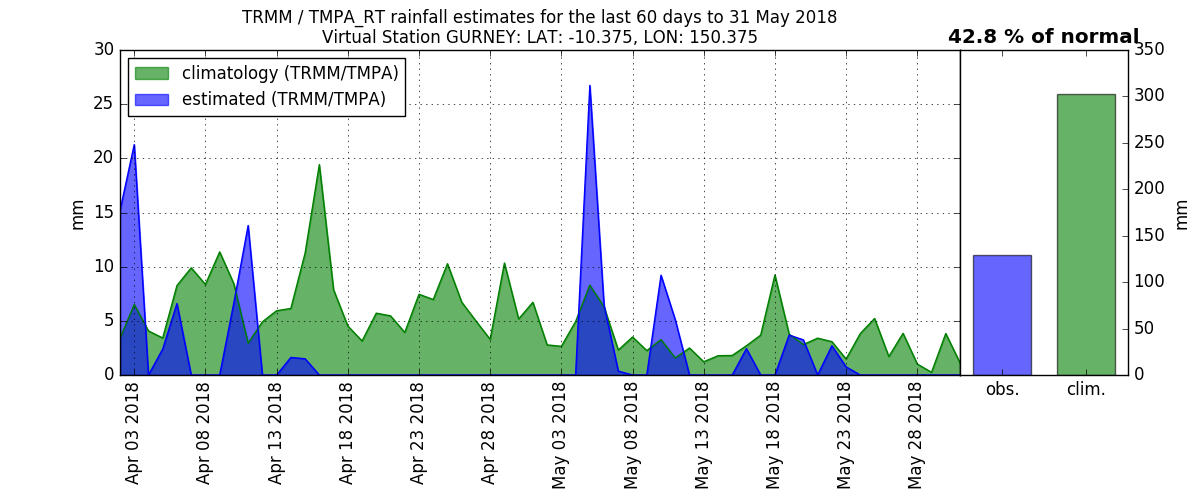 TRMM / TMPA_RT rainfall estimates for the last 60 days to 31 May 2018
Virtual Station GURNEY: LAT: -10.375, LON: 150.375
42.8 % of normal
climatology (TRMM/TMPA)
estimated (TRMM/TMPA)
30
25
20
15
10
5
0
mm
Apr 03 2018
Apr 08 2018
Apr 13 2018
Apr 18 2018
Apr 23 2018
Apr 28 2018
May 03 2018
May 08 2018
May 13 2018
May 18 2018
May 23 2018
May 28 2018
obs.
clim.
350
300
250
200
150
100
50
0
mm